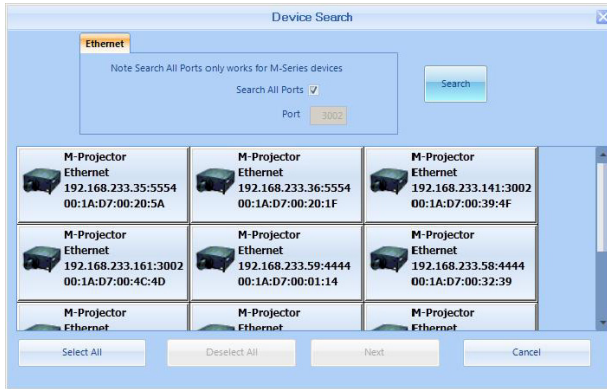 Device Search
Ethernet
Note Search All Ports only works for M-Series devices
Search All Ports
Search
Port 3002
M-Projector
Ethernet
192.168.233.35:5554
00:1A:D7:00:20:5A
M-Projector
Ethernet
192.168.233.36:5554
00:1A:D7:00:20:1F
M-Projector
Ethernet
192.168.233.141:3002
00:1A:D7:00:39:4F
M-Projector
Ethernet
192.168.233.161:3002
00:1A:D7:00:4C:4D
M-Projector
Ethernet
192.168.233.59:4444
00:1A:D7:00:01:14
M-Projector
Ethernet
192.168.233.58:4444
00:1A:D7:00:32:39
M-Projector
Ethernet
M-Projector
Ethernet
M-Projector
Ethernet
Select All
Deselect All
Next
Cancel